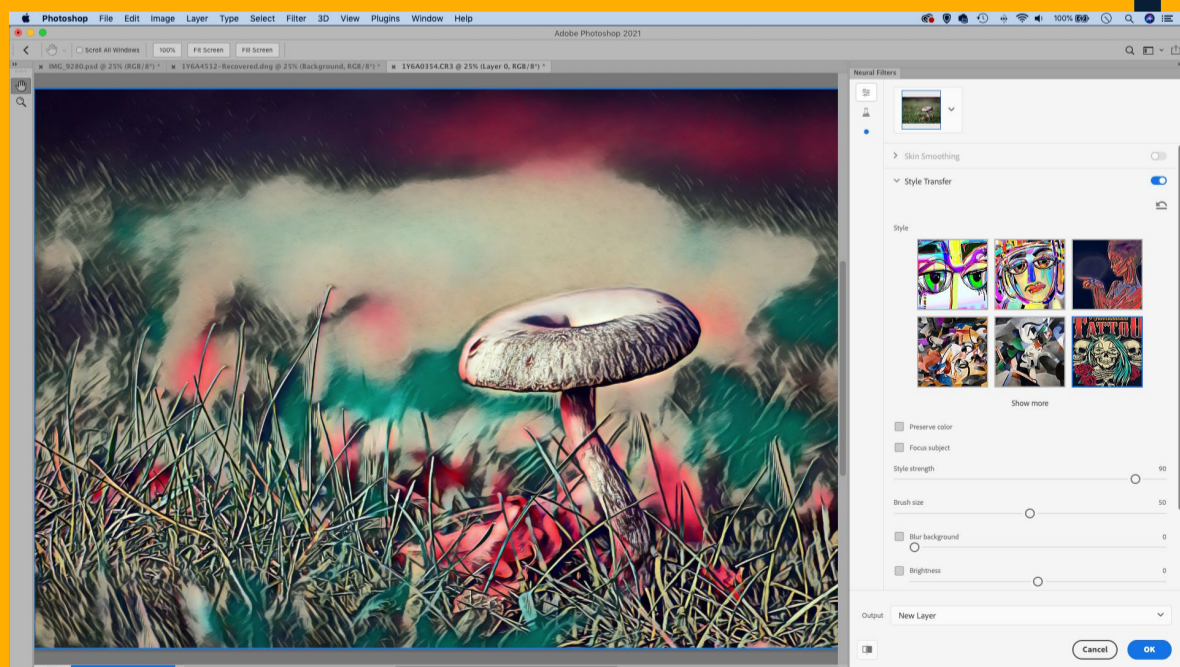 Photoshop File Edit Image Layer Type Select Filter 3D View Plugins Window Help 100%
Adobe Photoshop 2021
Scroll All Windows 100% Fit Screen Fill Screen
IMG_9280.psd @ 25% (RGB/8*) * 1Y6A4512-Recovered.dng @ 25% (Background, RGB/8*) * 1Y6A0354.CR3 @ 25% (Layer 0, RGB/8*) *
Neural Filters
Skin Smoothing
Style Transfer
Style
TATTOO
Show more
Preserve color
Focus subject
Style strength 90
Brush size 50
Blur background 0
Brightness 0
Output New Layer
Cancel OK